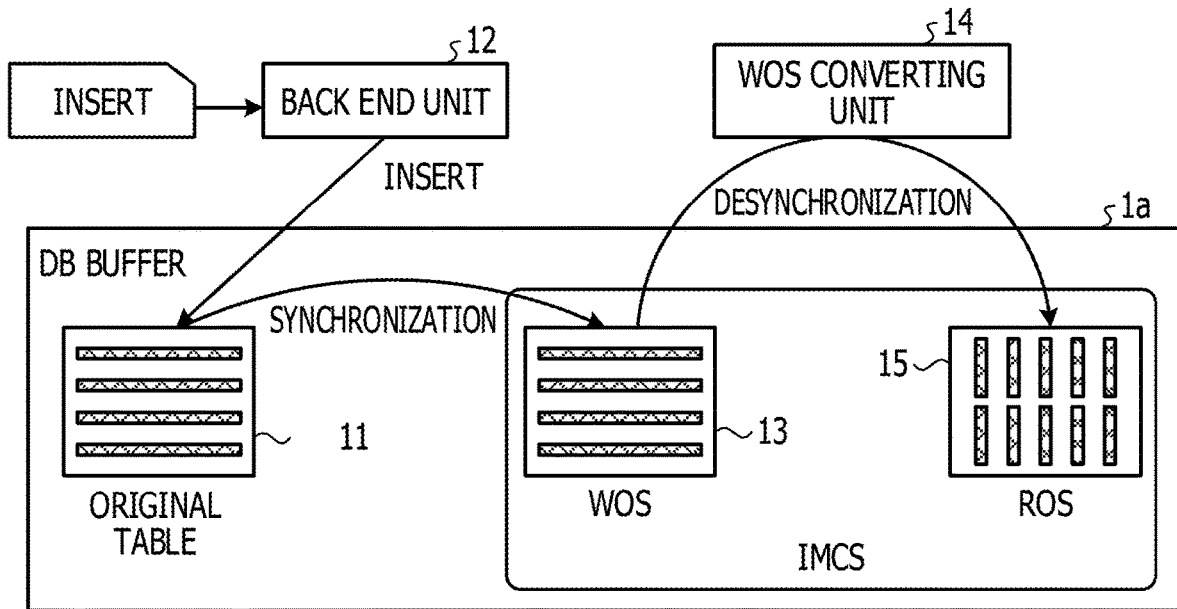 12
14
INSERT
BACK END UNIT
WOS CONVERTING
UNIT
INSERT
DESYNCHRONIZATION
1a
DB BUFFER
SYNCHRONIZATION
15
11
13
ORIGINAL
TABLE
WOS
ROS
IMCS